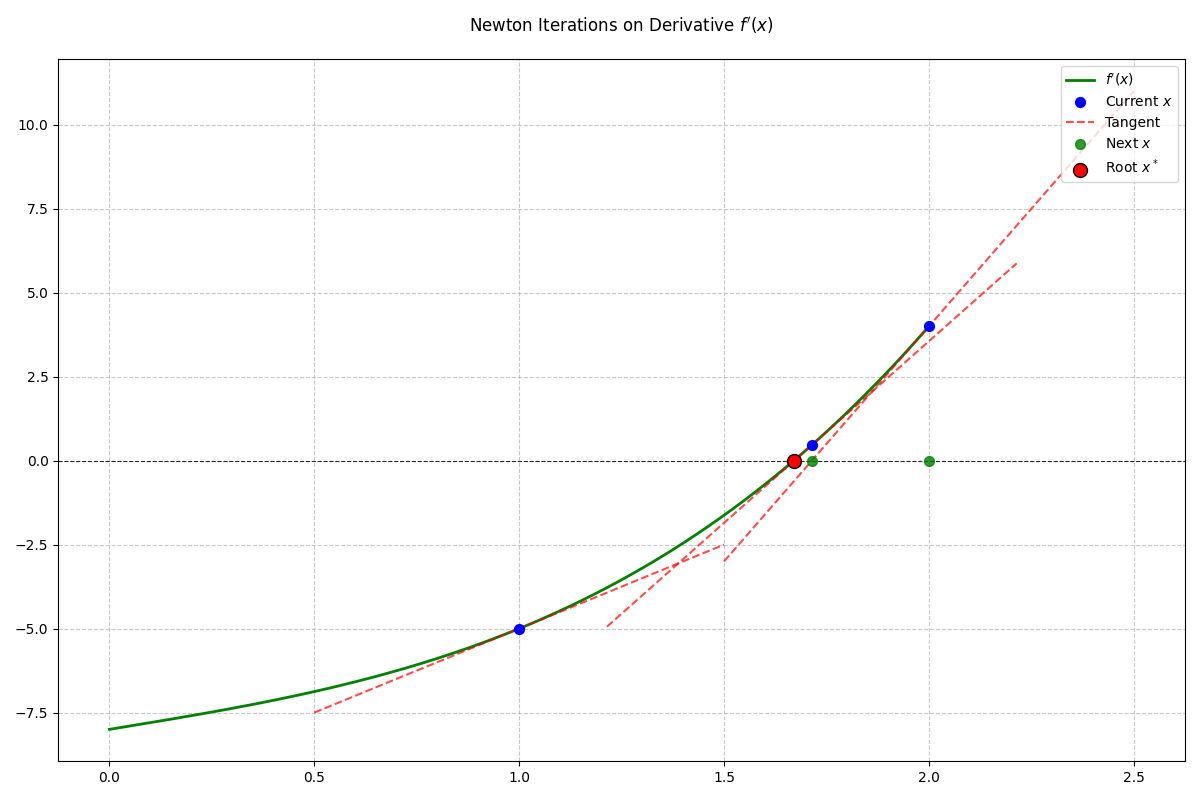 Newton Iterations on Derivative f′(x)
f′(x)
Current x
Tangent
Next x
Root x*
10.0
7.5
5.0
2.5
0.0
−2.5
−5.0
−7.5
0.0 0.5 1.0 1.5 2.0 2.5